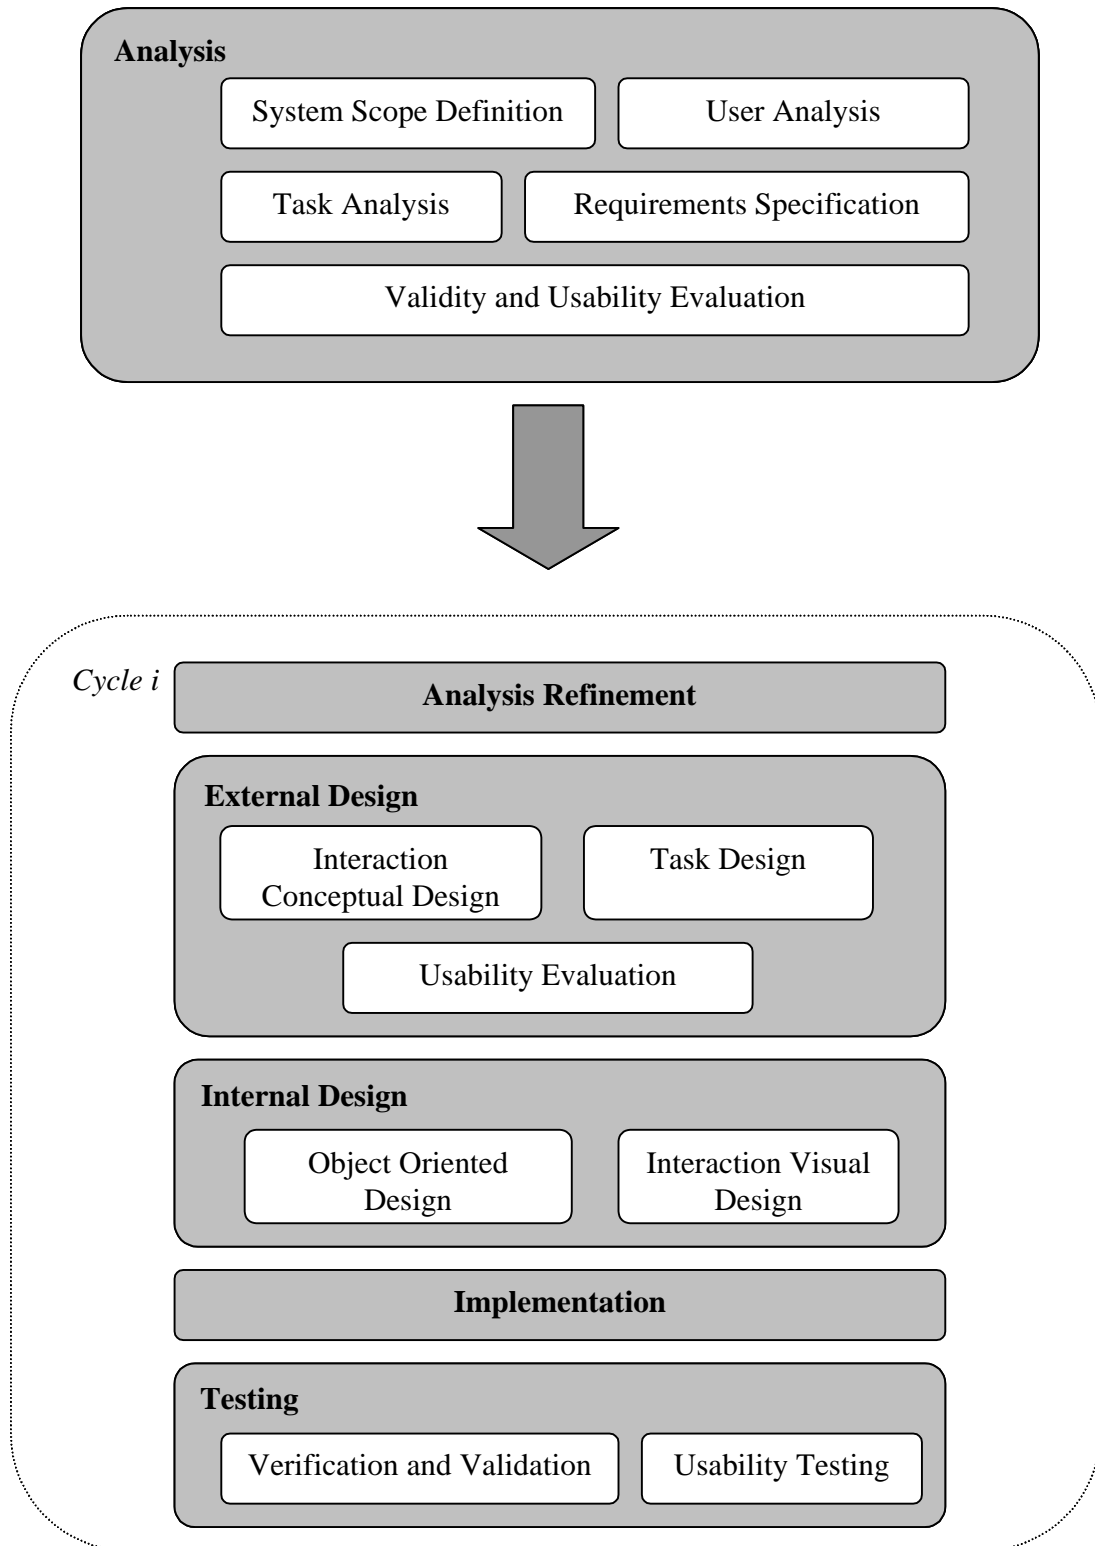 Analysis
System Scope Definition
User Analysis
Task Analysis
Requirements Specification
Validity and Usability Evaluation
Cycle i
Analysis Refinement
External Design
Interaction
Conceptual Design
Task Design
Usability Evaluation
Internal Design
Object Oriented
Design
Interaction Visual
Design
Implementation
Testing
Verification and Validation
Usability Testing